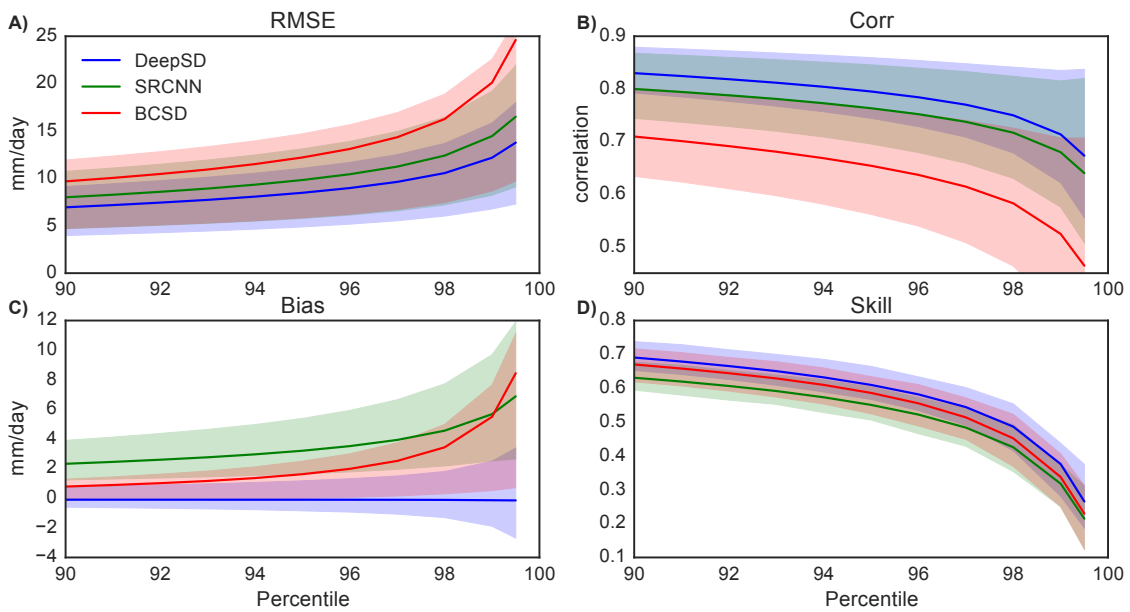 A)
RMSE
25
20
15
10
5
0
mm/day
DeepSD
SRCNN
BCSD
90 92 94 96 98 100
B)
Corr
0.9
0.8
0.7
0.6
0.5
correlation
90 92 94 96 98 100
C)
Bias
12
10
8
6
4
2
0
−2
−4
mm/day
90 92 94 96 98 100
Percentile
D)
Skill
0.8
0.7
0.6
0.5
0.4
0.3
0.2
0.1
90 92 94 96 98 100
Percentile